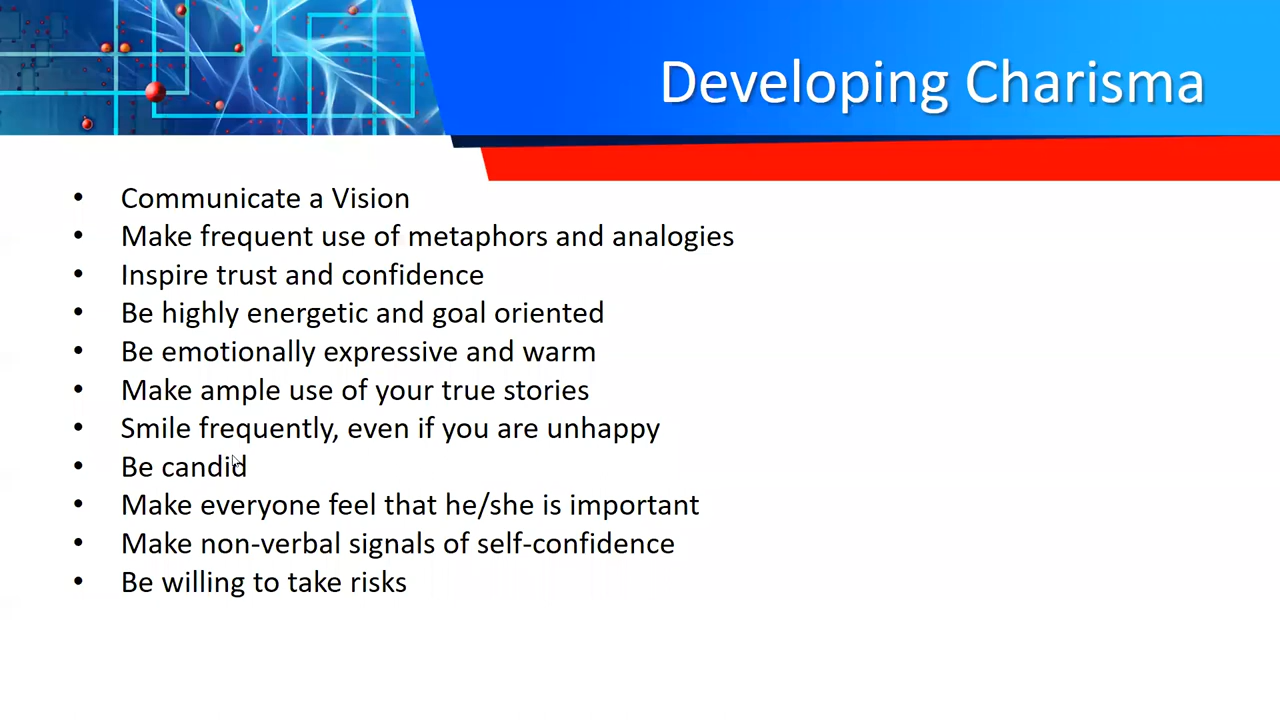 Developing Charisma
• Communicate a Vision
• Make frequent use of metaphors and analogies
• Inspire trust and confidence
• Be highly energetic and goal oriented
• Be emotionally expressive and warm
• Make ample use of your true stories
• Smile frequently, even if you are unhappy
• Be candid
• Make everyone feel that he/she is important
• Make non-verbal signals of self-confidence
• Be willing to take risks